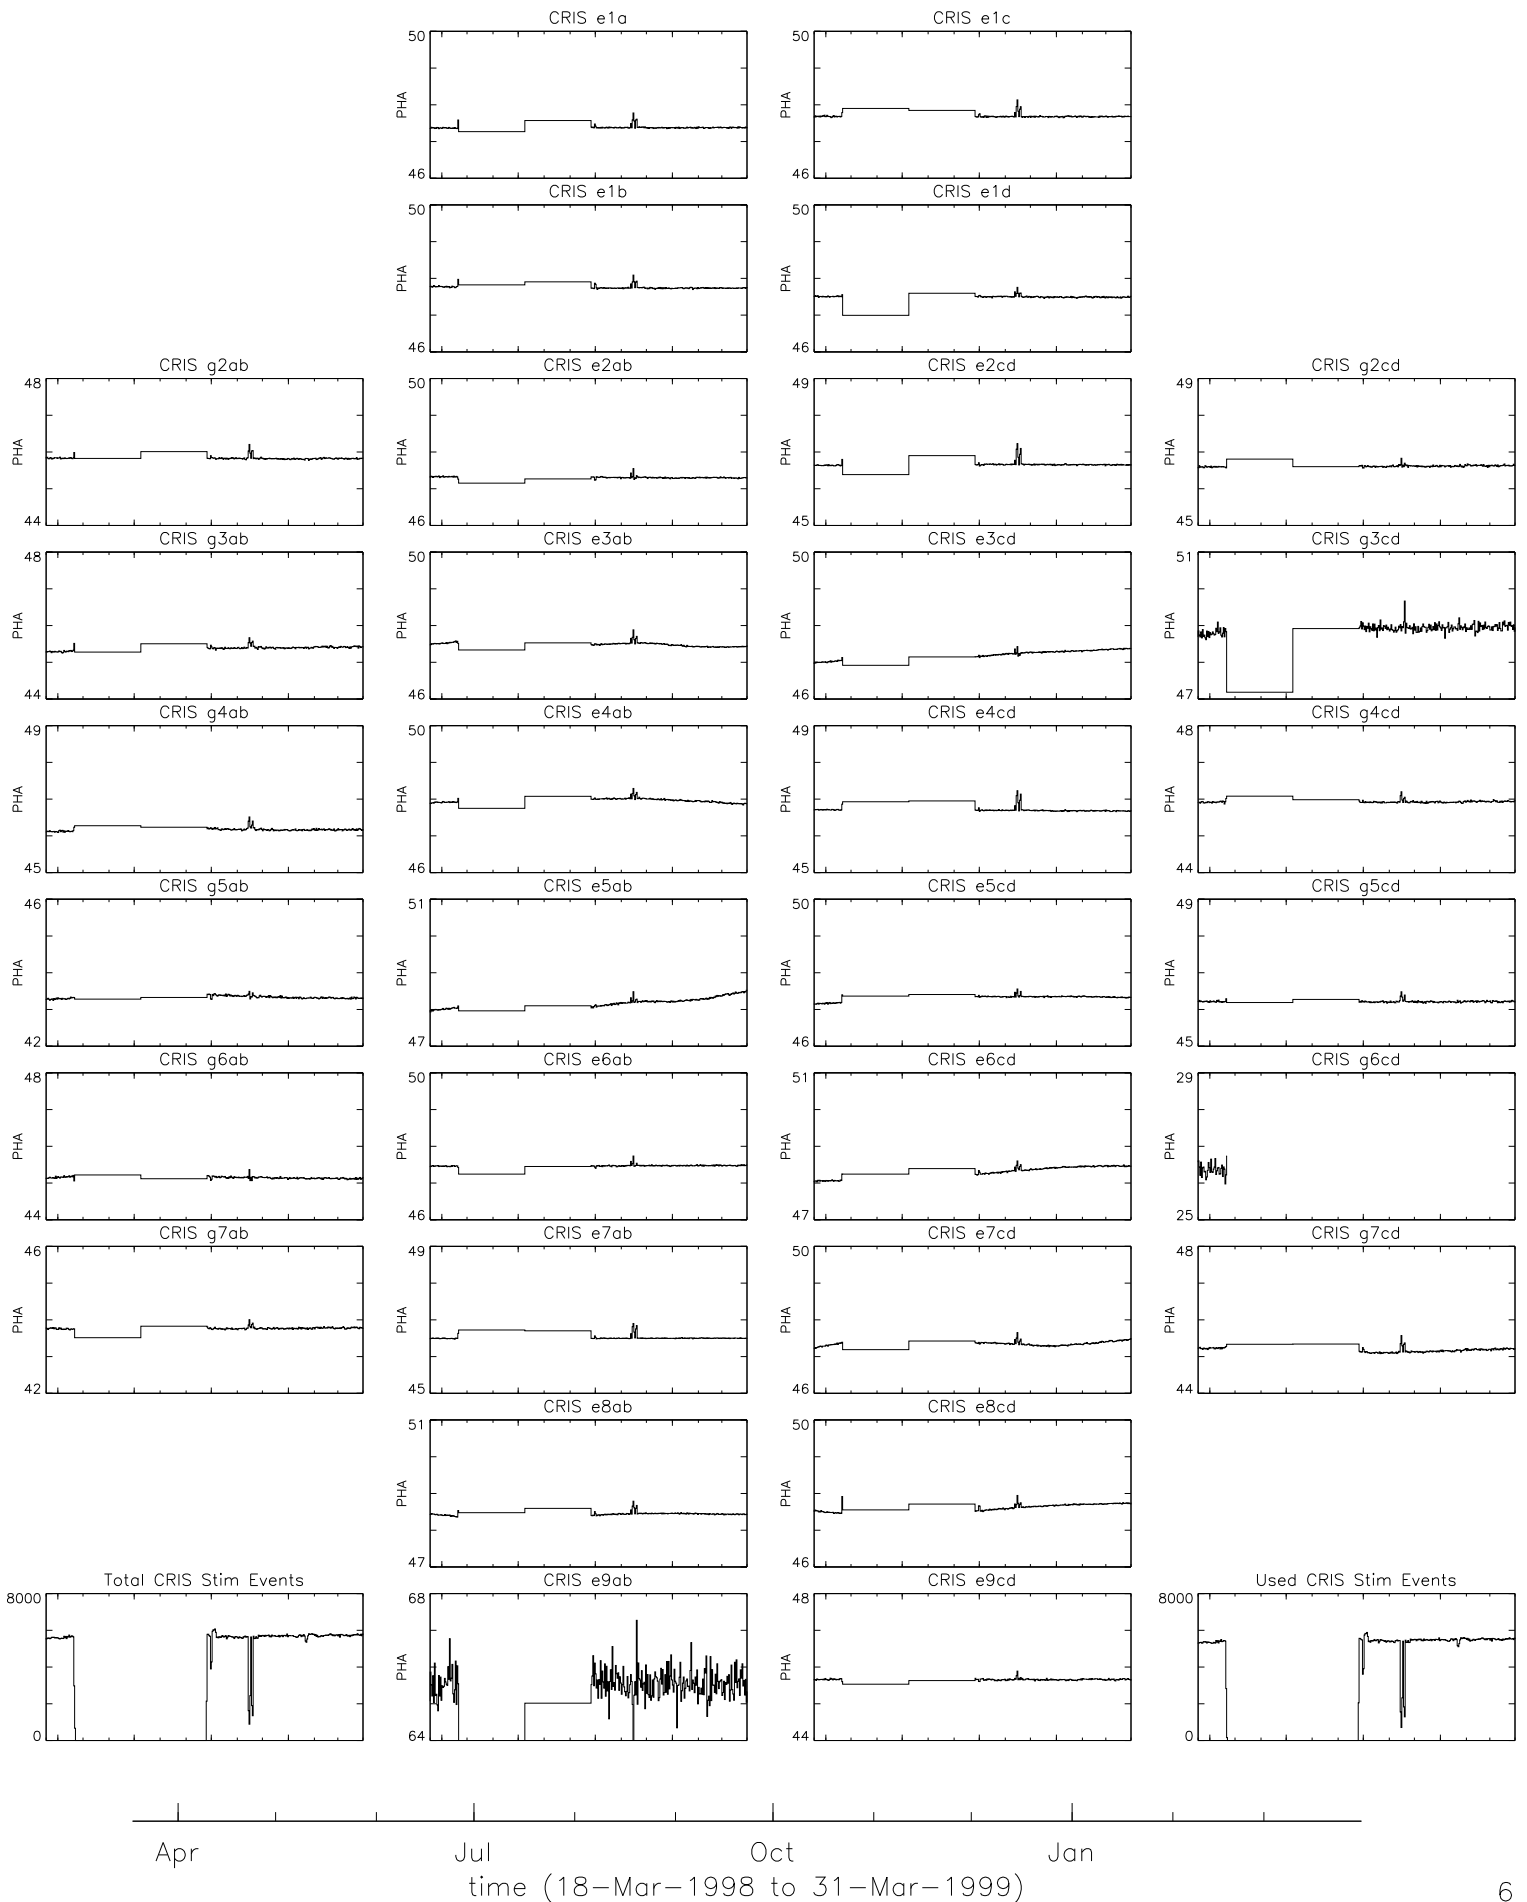 CRIS e1a
50
PHA
46
CRIS e1c
50
PHA
46
CRIS e1b
50
PHA
46
CRIS e1d
50
PHA
46
CRIS g2ab
48
PHA
44
CRIS e2ab
50
PHA
46
CRIS e2cd
49
PHA
45
CRIS g2cd
49
PHA
45
CRIS g3ab
48
PHA
44
CRIS e3ab
50
PHA
46
CRIS e3cd
50
PHA
46
CRIS g3cd
51
PHA
47
CRIS g4ab
49
PHA
45
CRIS e4ab
50
PHA
46
CRIS e4cd
49
PHA
45
CRIS g4cd
48
PHA
44
CRIS g5ab
46
PHA
42
CRIS e5ab
51
PHA
47
CRIS e5cd
50
PHA
46
CRIS g5cd
49
PHA
45
CRIS g6ab
48
PHA
44
CRIS e6ab
50
PHA
46
CRIS e6cd
51
PHA
47
CRIS g6cd
29
PHA
25
CRIS g7ab
46
PHA
42
CRIS e7ab
49
PHA
45
CRIS e7cd
50
PHA
46
CRIS g7cd
48
PHA
44
CRIS e8ab
51
PHA
47
CRIS e8cd
50
PHA
46
Total CRIS Stim Events
8000
0
CRIS e9ab
68
PHA
64
CRIS e9cd
48
PHA
44
Used CRIS Stim Events
8000
0
Apr Jul Oct Jan
time (18-Mar-1998 to 31-Mar-1999)
6